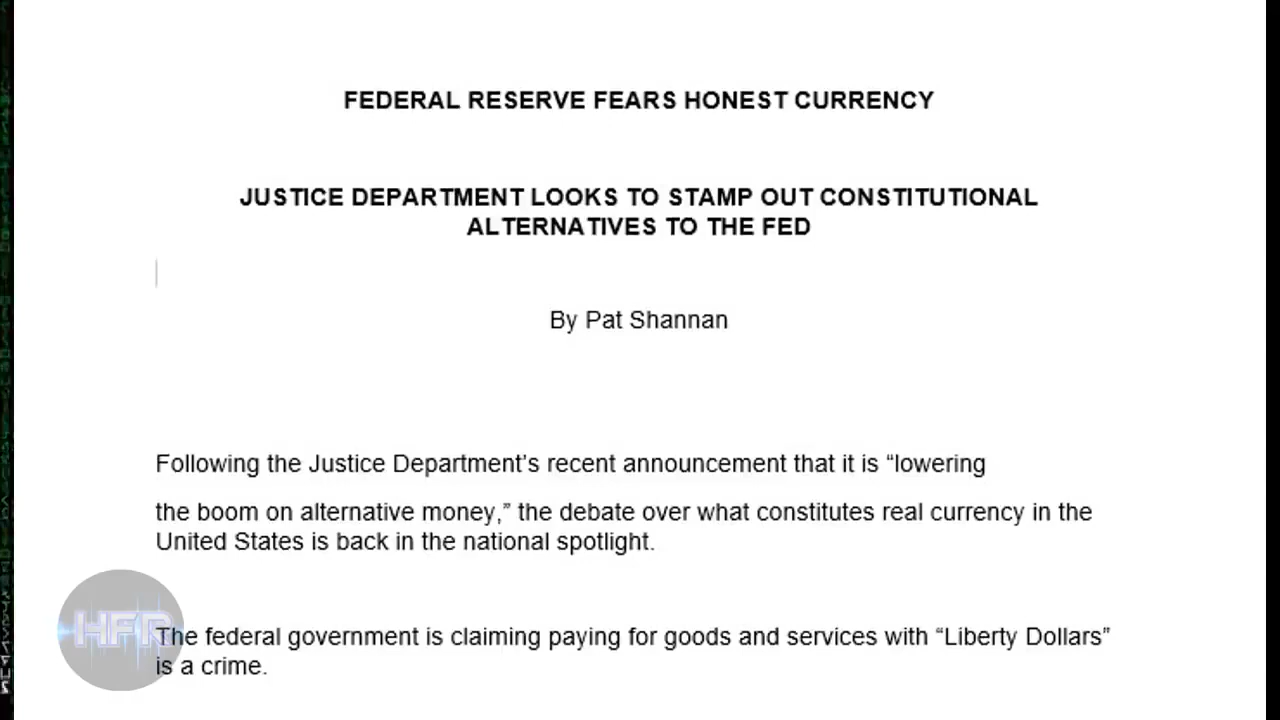 FEDERAL RESERVE FEARS HONEST CURRENCY
JUSTICE DEPARTMENT LOOKS TO STAMP OUT CONSTITUTIONAL
ALTERNATIVES TO THE FED
By Pat Shannan
Following the Justice Department’s recent announcement that it is “lowering
the boom on alternative money,” the debate over what constitutes real currency in the
United States is back in the national spotlight.
HFR
The federal government is claiming paying for goods and services with “Liberty Dollars”
is a crime.